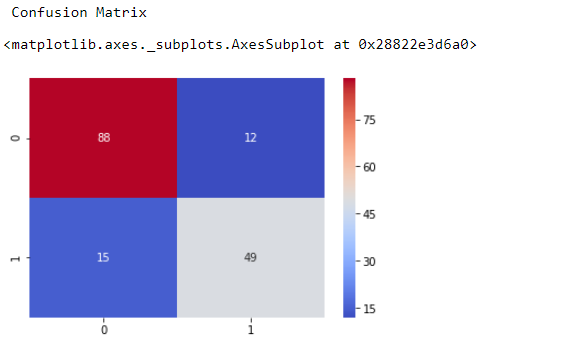 Confusion Matrix
<matplotlib.axes._subplots.AxesSubplot at 0x28822e3d6a0>
0 88 12
1 15 49
0 1
75
60
45
30
15